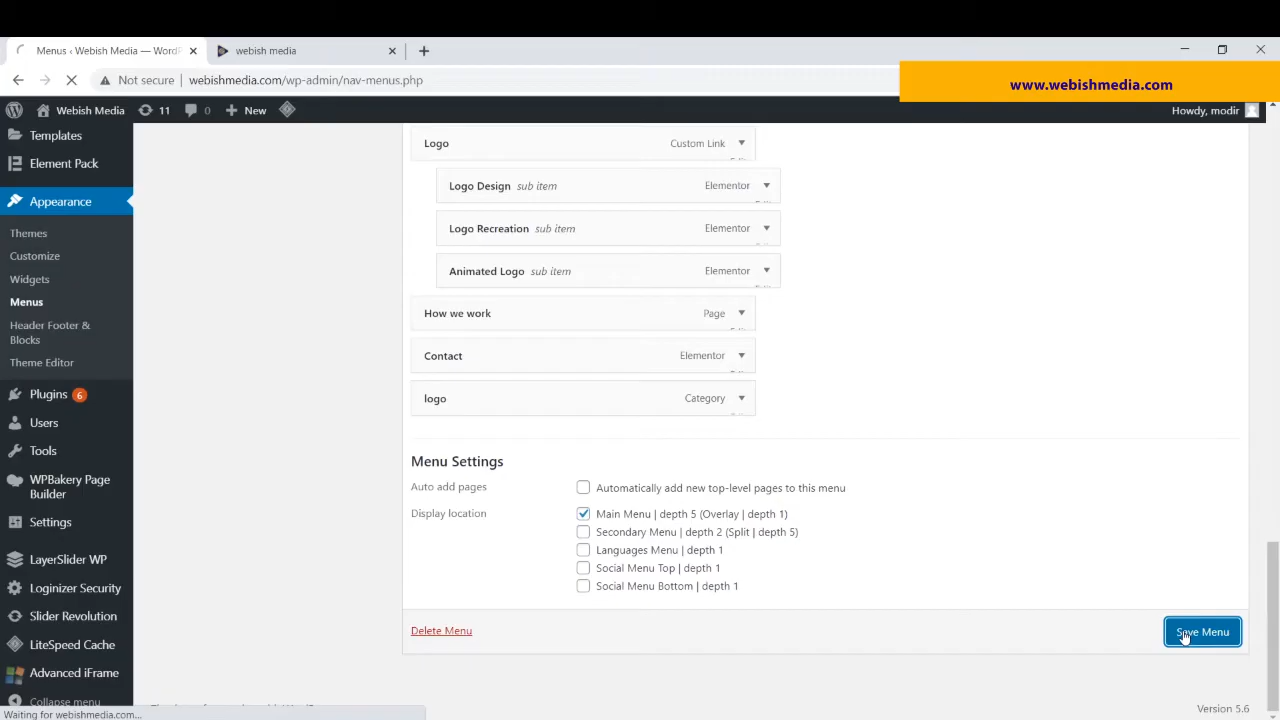 Menus ‹ Webish Media — WordP
webish media
Not secure
webishmedia.com/wp-admin/nav-menus.php
www.webishmedia.com
Webish Media
11
0
New
Howdy, modir
Templates
Element Pack
Appearance
Themes
Customize
Widgets
Menus
Header Footer &
Blocks
Theme Editor
Plugins 6
Users
Tools
WPBakery Page
Builder
Settings
LayerSlider WP
Loginizer Security
Slider Revolution
LiteSpeed Cache
Advanced iFrame
Collapse menu
Logo Custom Link
Logo Design sub item Elementor
Logo Recreation sub item Elementor
Animated Logo sub item Elementor
How we work Page
Contact Elementor
logo Category
Menu Settings
Auto add pages
Automatically add new top-level pages to this menu
Display location
Main Menu | depth 5 (Overlay | depth 1)
Secondary Menu | depth 2 (Split | depth 5)
Languages Menu | depth 1
Social Menu Top | depth 1
Social Menu Bottom | depth 1
Delete Menu
Save Menu
Waiting for webishmedia.com...
Version 5.6